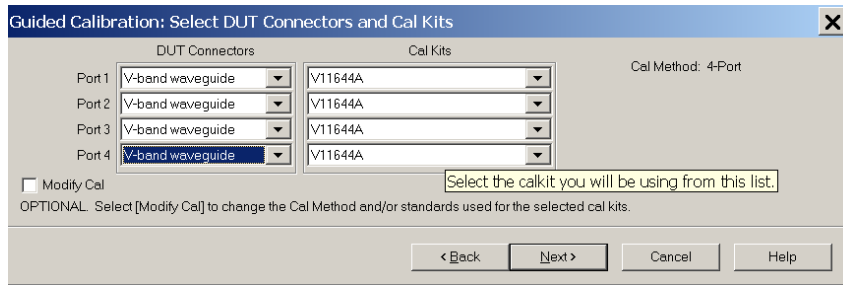 Guided Calibration: Select DUT Connectors and Cal Kits
DUT Connectors Cal Kits
Cal Method: 4-Port
Port 1 V-band waveguide V11644A
Port 2 V-band waveguide V11644A
Port 3 V-band waveguide V11644A
Port 4 V-band waveguide V11644A
Modify Cal
Select the calkit you will be using from this list.
OPTIONAL. Select [Modify Cal] to change the Cal Method and/or standards used for the selected cal kits.
< Back Next > Cancel Help